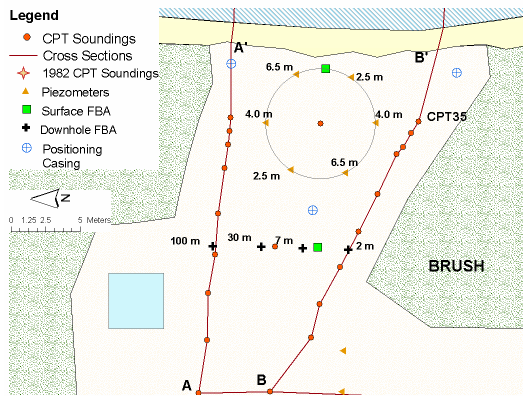 Legend
CPT Soundings
Cross Sections
1982 CPT Soundings
Piezometers
Surface FBA
Downhole FBA
Positioning
Casing
N
0 1.25 2.5 5 Meters
A'
B'
6.5 m
2.5 m
4.0 m
4.0 m
CPT35
2.5 m
6.5 m
100 m
30 m
7 m
2 m
BRUSH
A
B